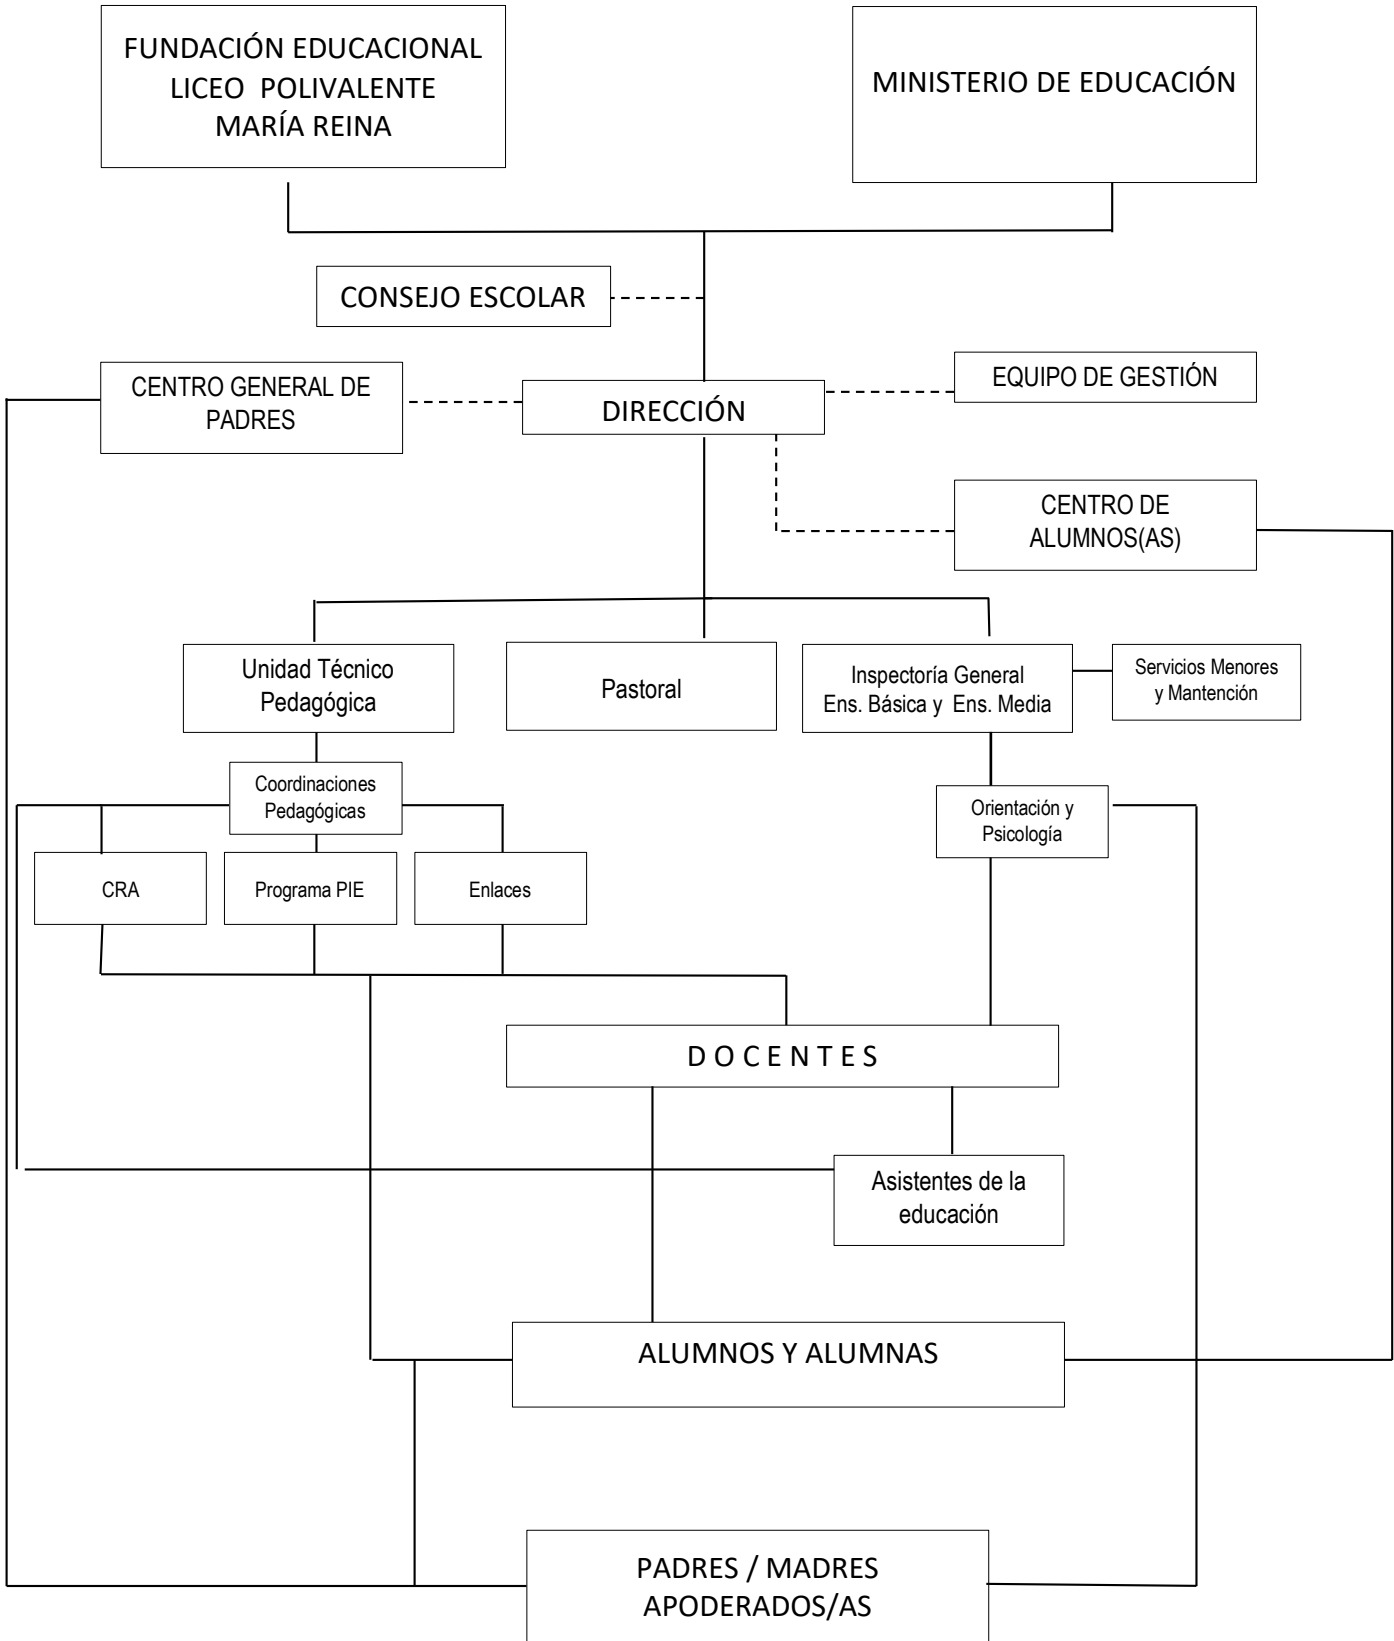 FUNDACIÓN EDUCACIONAL
LICEO POLIVALENTE
MARÍA REINA
MINISTERIO DE EDUCACIÓN
CONSEJO ESCOLAR
CENTRO GENERAL DE
PADRES
DIRECCIÓN
EQUIPO DE GESTIÓN
CENTRO DE
ALUMNOS(AS)
Unidad Técnico
Pedagógica
Pastoral
Inspectoría General
Ens. Básica y Ens. Media
Servicios Menores
y Mantención
Coordinaciones
Pedagógicas
Orientación y
Psicología
CRA
Programa PIE
Enlaces
D O C E N T E S
Asistentes de la
educación
ALUMNOS Y ALUMNAS
PADRES / MADRES
APODERADOS/AS